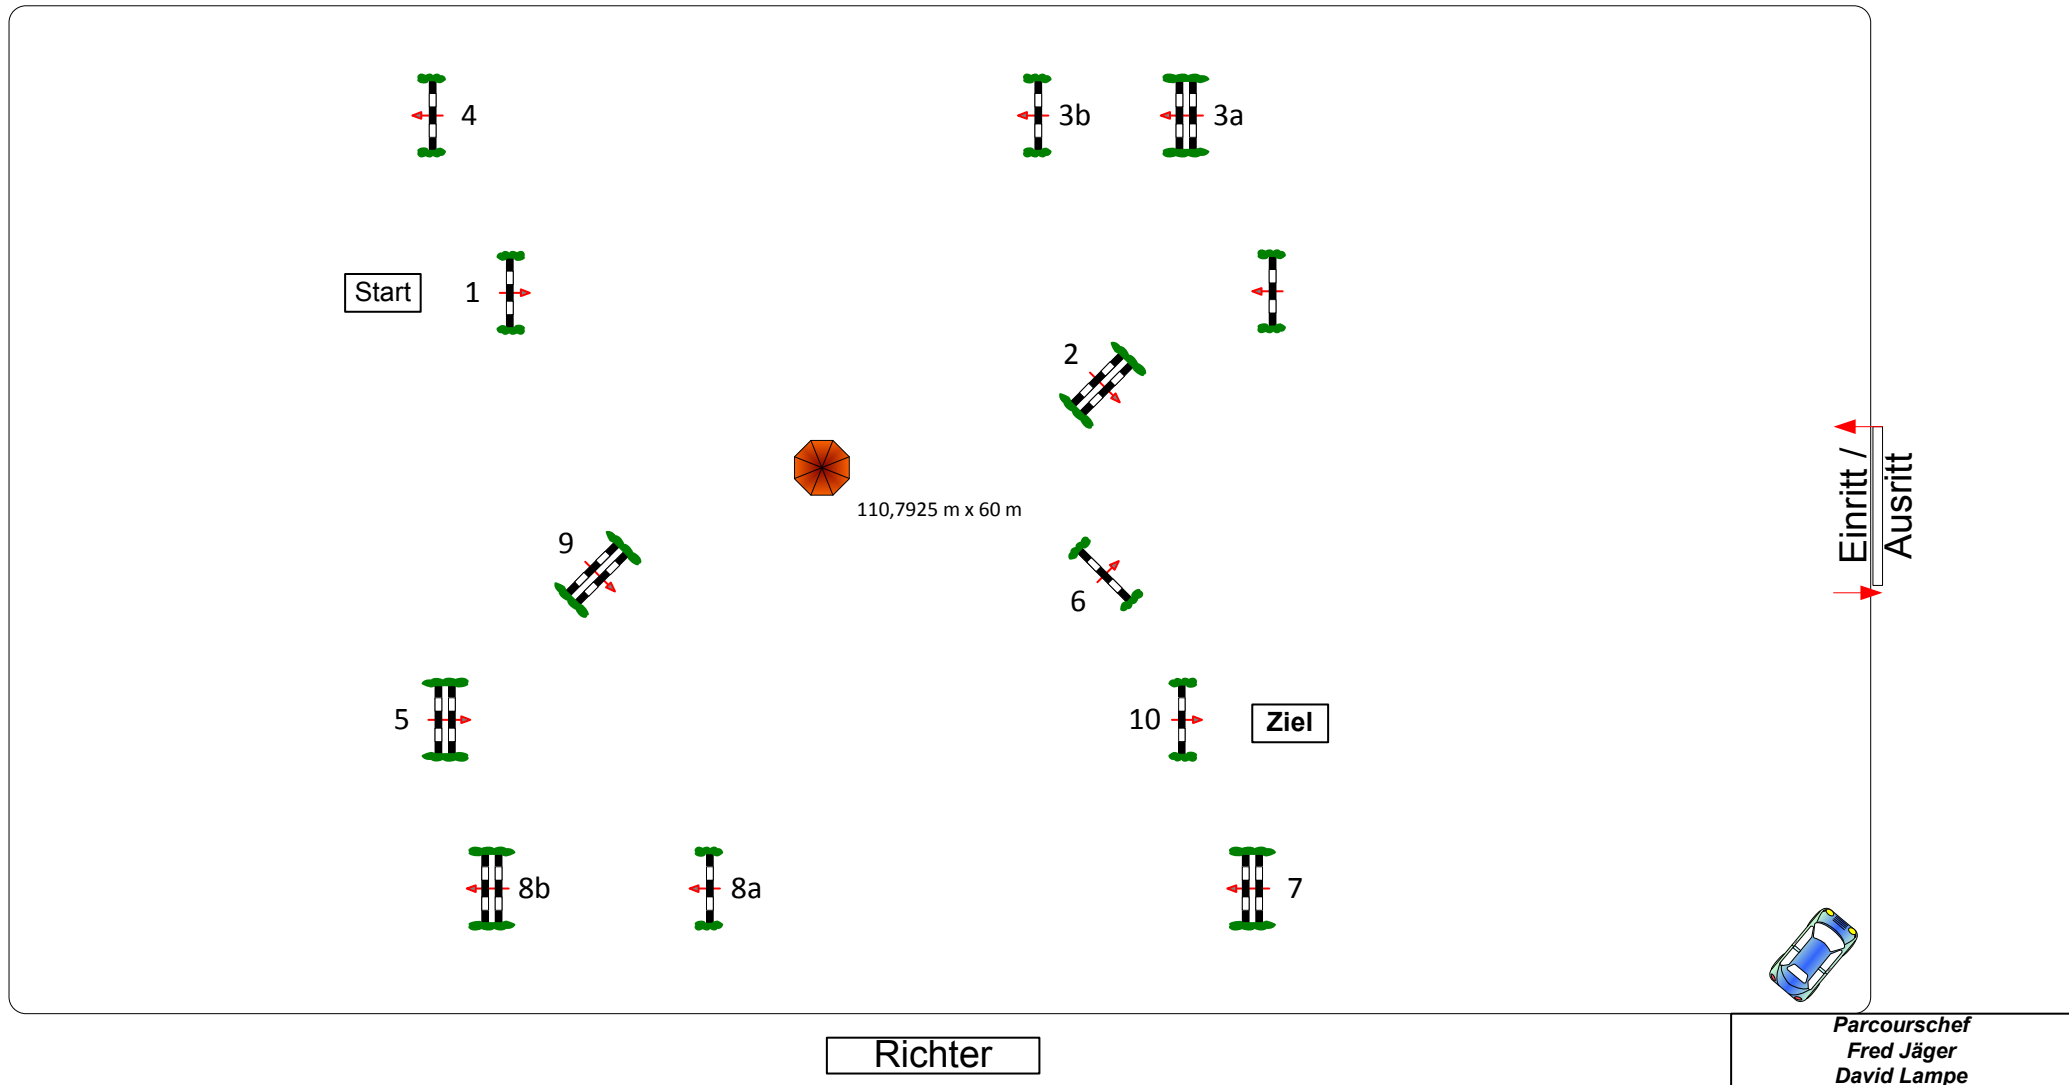 4
3b
3a
Start
1
2
110,7925 m x 60 m
Einritt /
Ausritt
9
6
5
10
Ziel
8b
8a
7
Richter
Parcourschef
Fred Jäger
David Lampe